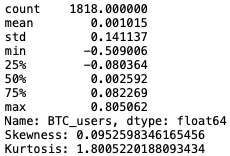 count    1818.000000
mean        0.001015
std         0.141137
min        -0.509006
25%        -0.080364
50%         0.002592
75%         0.082269
max         0.805062
Name: BTC_users, dtype: float64
Skewness: 0.0952598346165456
Kurtosis: 1.8005220188093434